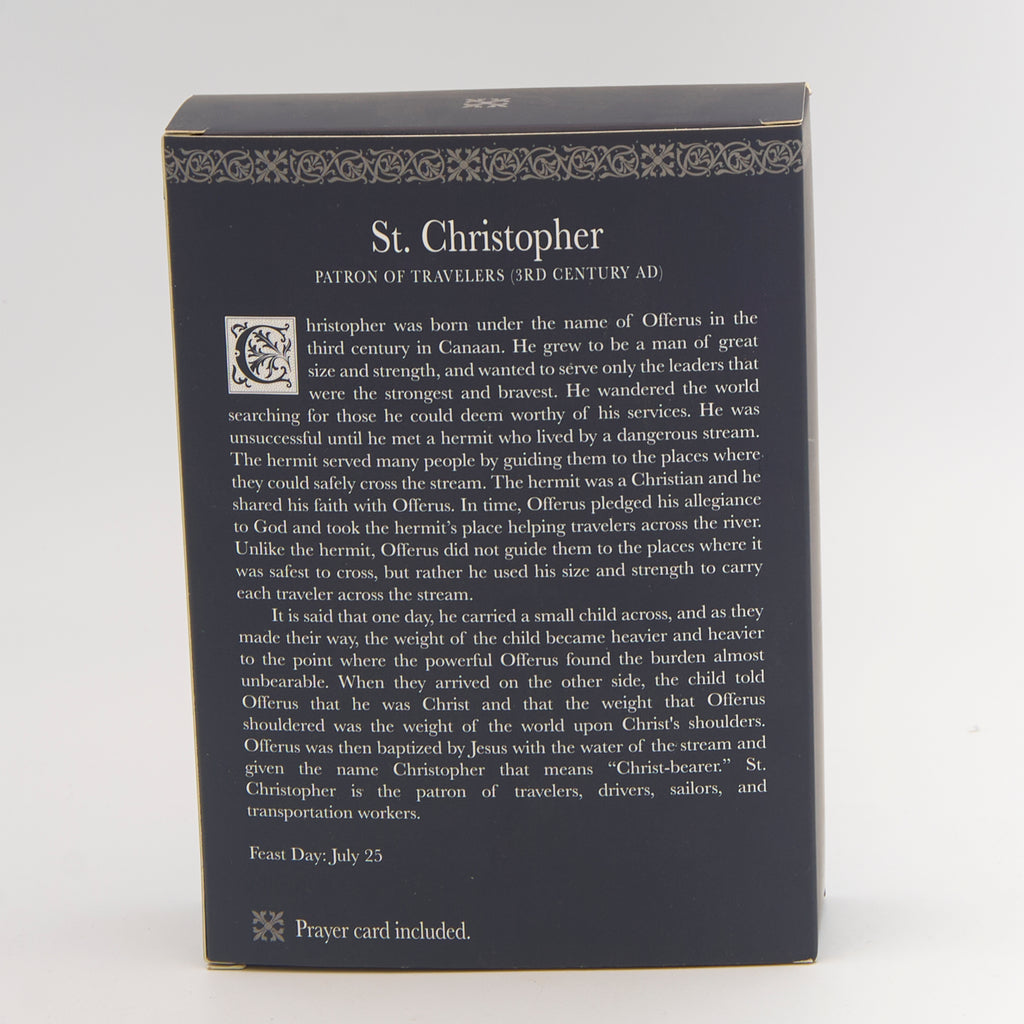 St. Christopher
PATRON OF TRAVELERS (3RD CENTURY AD)
Christopher was born under the name of Offerus in the
third century in Canaan. He grew to be a man of great
size and strength, and wanted to serve only the leaders that
were the strongest and bravest. He wandered the world
searching for those he could deem worthy of his services. He was
unsuccessful until he met a hermit who lived by a dangerous stream.
The hermit served many people by guiding them to the places where
they could safely cross the stream. The hermit was a Christian and he
shared his faith with Offerus. In time, Offerus pledged his allegiance
to God and took the hermit's place helping travelers across the river.
Unlike the hermit, Offerus did not guide them to the places where it
was safest to cross, but rather he used his size and strength to carry
each traveler across the stream.
It is said that one day, he carried a small child across, and as they
made their way, the weight of the child became heavier and heavier
to the point where the powerful Offerus found the burden almost
unbearable. When they arrived on the other side, the child told
Offerus that he was Christ and that the weight that Offerus
shouldered was the weight of the world upon Christ's shoulders.
Offerus was then baptized by Jesus with the water of the stream and
given the name Christopher that means “Christ-bearer.” St.
Christopher is the patron of travelers, drivers, sailors, and
transportation workers.
Feast Day: July 25
Prayer card included.